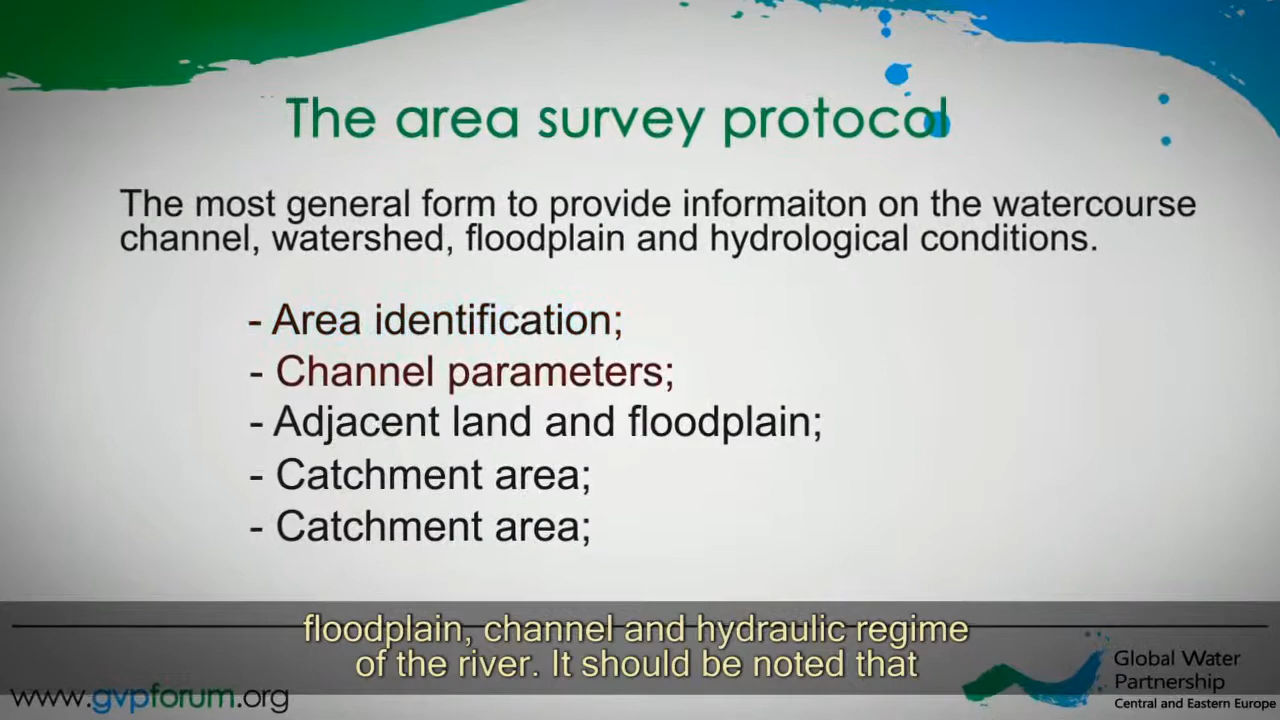 The area survey protocol
The most general form to provide informaiton on the watercourse
channel, watershed, floodplain and hydrological conditions.
- Area identification;
- Channel parameters;
- Adjacent land and floodplain;
- Catchment area;
- Catchment area;
floodplain, channel and hydraulic regime
of the river. It should be noted that
www.gvpforum.org
Global Water
Partnership
Central and Eastern Europe